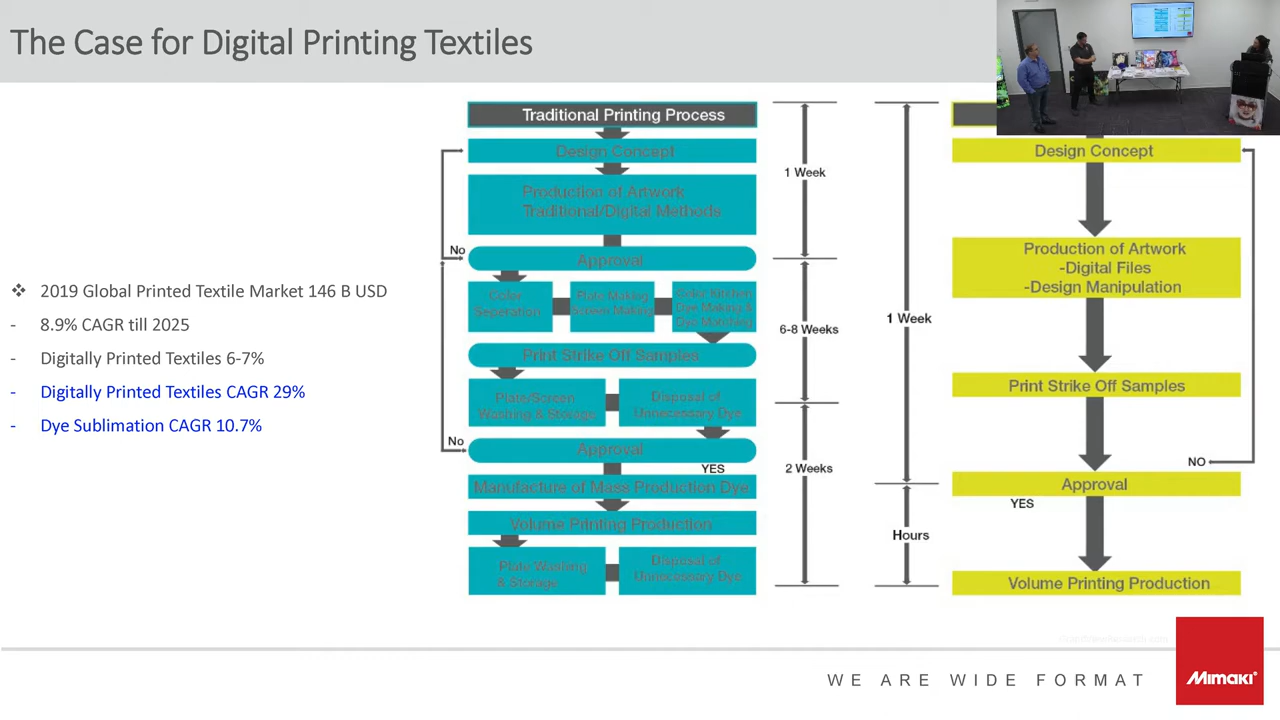 The Case for Digital Printing Textiles
❖ 2019 Global Printed Textile Market 146 B USD
- 8.9% CAGR till 2025
- Digitally Printed Textiles 6-7%
- Digitally Printed Textiles CAGR 29%
- Dye Sublimation CAGR 10.7%
Traditional Printing Process
Design Concept
Production of Artwork
Traditional/Digital Methods
No
Approval
Color
Seperation
Plate Making
Screen Making
Color Kitchen
Dye Making &
Dye Matching
Print Strike Off Samples
Plate/Screen
Washing & Storage
Disposal of
Unnecessary Dye
No
Approval
YES
Manufacture of Mass Production Dye
Volume Printing Production
Plate Washing
& Storage
Disposal of
Unnecessary Dye
1 Week
6-8 Weeks
2 Weeks
1 Week
Hours
Design Concept
Production of Artwork
-Digital Files
-Design Manipulation
Print Strike Off Samples
NO
Approval
YES
Volume Printing Production
WE ARE WIDE FORMAT
Mimaki